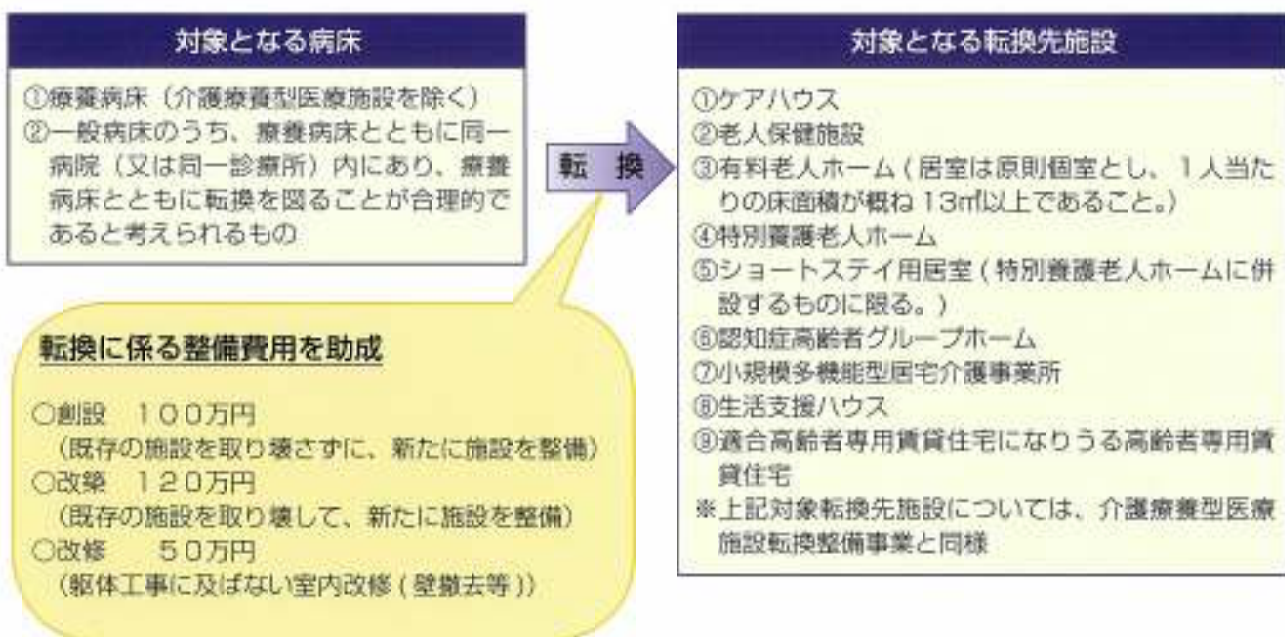 対象となる病床
①療養病床（介護療養型医療施設を除く）
②一般病床のうち、療養病床とともに同一
病院（又は同一診療所）内にあり、療養
病床とともに転換を図ることが合理的で
あると考えられるもの
転　換
転換に係る整備費用を助成
○創設　１００万円
（既存の施設を取り壊さずに、新たに施設を整備）
○改築　１２０万円
（既存の施設を取り壊して、新たに施設を整備）
○改修　　５０万円
（躯体工事に及ばない室内改修(壁撤去等)）
対象となる転換先施設
①ケアハウス
②老人保健施設
③有料老人ホーム(居室は原則個室とし、１人当た
りの床面積が概ね13㎡以上であること。)
④特別養護老人ホーム
⑤ショートステイ用居室(特別養護老人ホームに併
設するものに限る。)
⑥認知症高齢者グループホーム
⑦小規模多機能型居宅介護事業所
⑧生活支援ハウス
⑨適合高齢者専用賃貸住宅になりうる高齢者専用賃
貸住宅
※上記対象転換先施設については、介護療養型医療
施設転換整備事業と同様